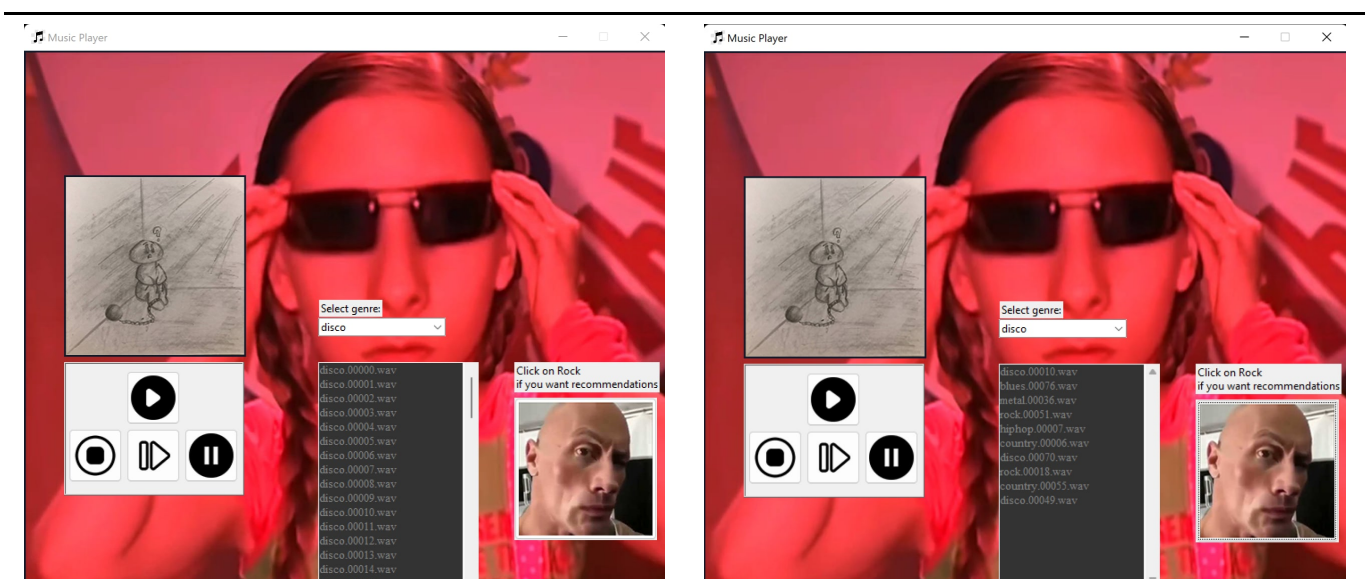 Music Player
Select genre:
disco
disco.00000.wav
disco.00001.wav
disco.00002.wav
disco.00003.wav
disco.00004.wav
disco.00005.wav
disco.00006.wav
disco.00007.wav
disco.00008.wav
disco.00009.wav
disco.00010.wav
disco.00011.wav
disco.00012.wav
disco.00013.wav
disco.00014.wav
Click on Rock
if you want recommendations
Music Player
Select genre:
disco
disco.00010.wav
blues.00076.wav
metal.00036.wav
rock.00051.wav
hiphop.00007.wav
country.00006.wav
disco.00070.wav
rock.00018.wav
country.00055.wav
disco.00049.wav
Click on Rock
if you want recommendations